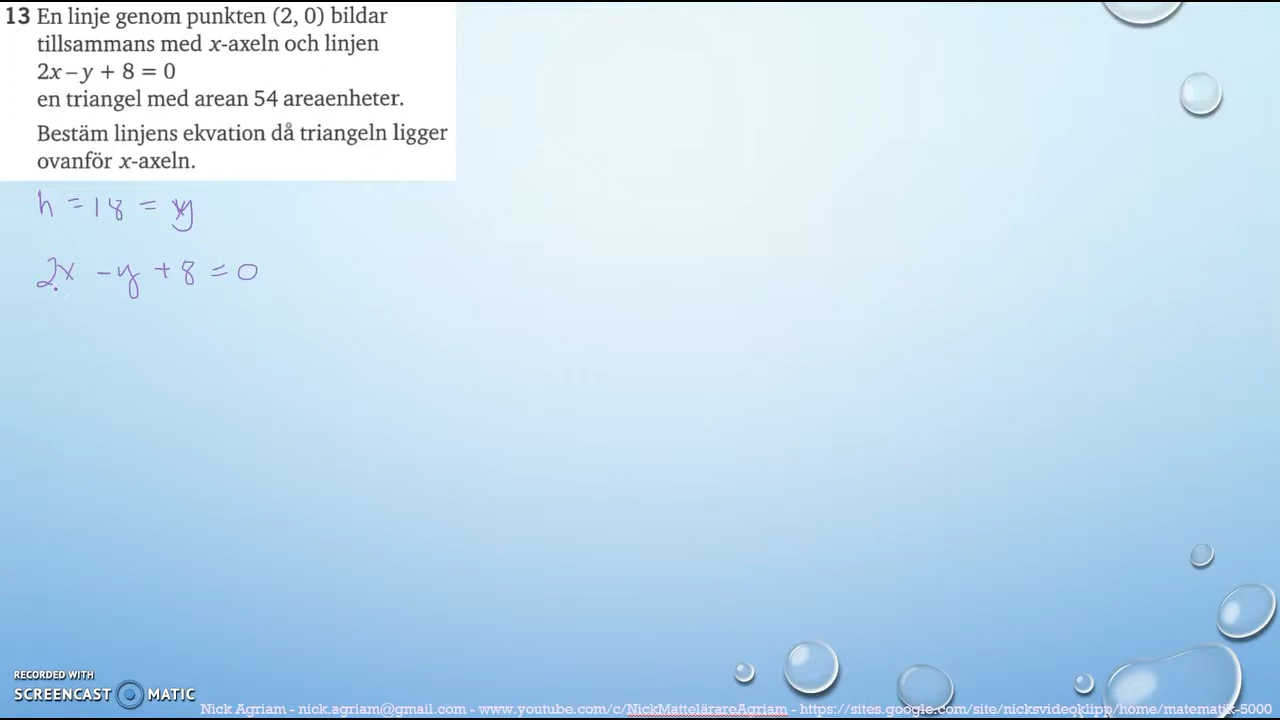 13 En linje genom punkten (2, 0) bildar
tillsammans med x-axeln och linjen
2x – y + 8 = 0
en triangel med arean 54 areaenheter.
Bestäm linjens ekvation då triangeln ligger
ovanför x-axeln.
h = 18 = y
2x - y + 8 = 0
RECORDED WITH
SCREENCAST MATIC
Nick Agriam - nick.agriam@gmail.com - www.youtube.com/c/NickMattelärareAgriam - https://sites.google.com/site/nicksvideoklipp/home/matematik-5000